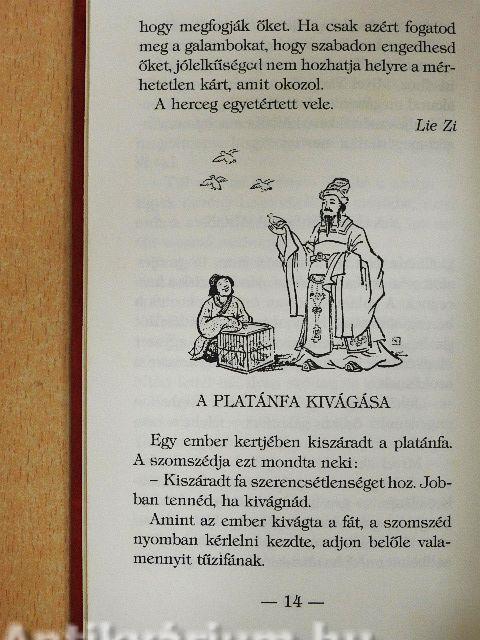 hogy megfogják őket. Ha csak azért fogatod
meg a galambokat, hogy szabadon engedhesd
őket, jólelkűséged nem hozhatja helyre a mér-
hetetlen kárt, amit okozol.
A herceg egyetértett vele.
Lie Zi
A PLATÁNFA KIVÁGÁSA
Egy ember kertjében kiszáradt a platánfa.
A szomszédja ezt mondta neki:
– Kiszáradt fa szerencsétlenséget hoz. Job-
ban tennéd, ha kivágnád.
Amint az ember kivágta a fát, a szomszéd
nyomban kérlelni kezdte, adjon belőle vala-
mennyit tűzifának.
— 14 —
Antikvárium.hu